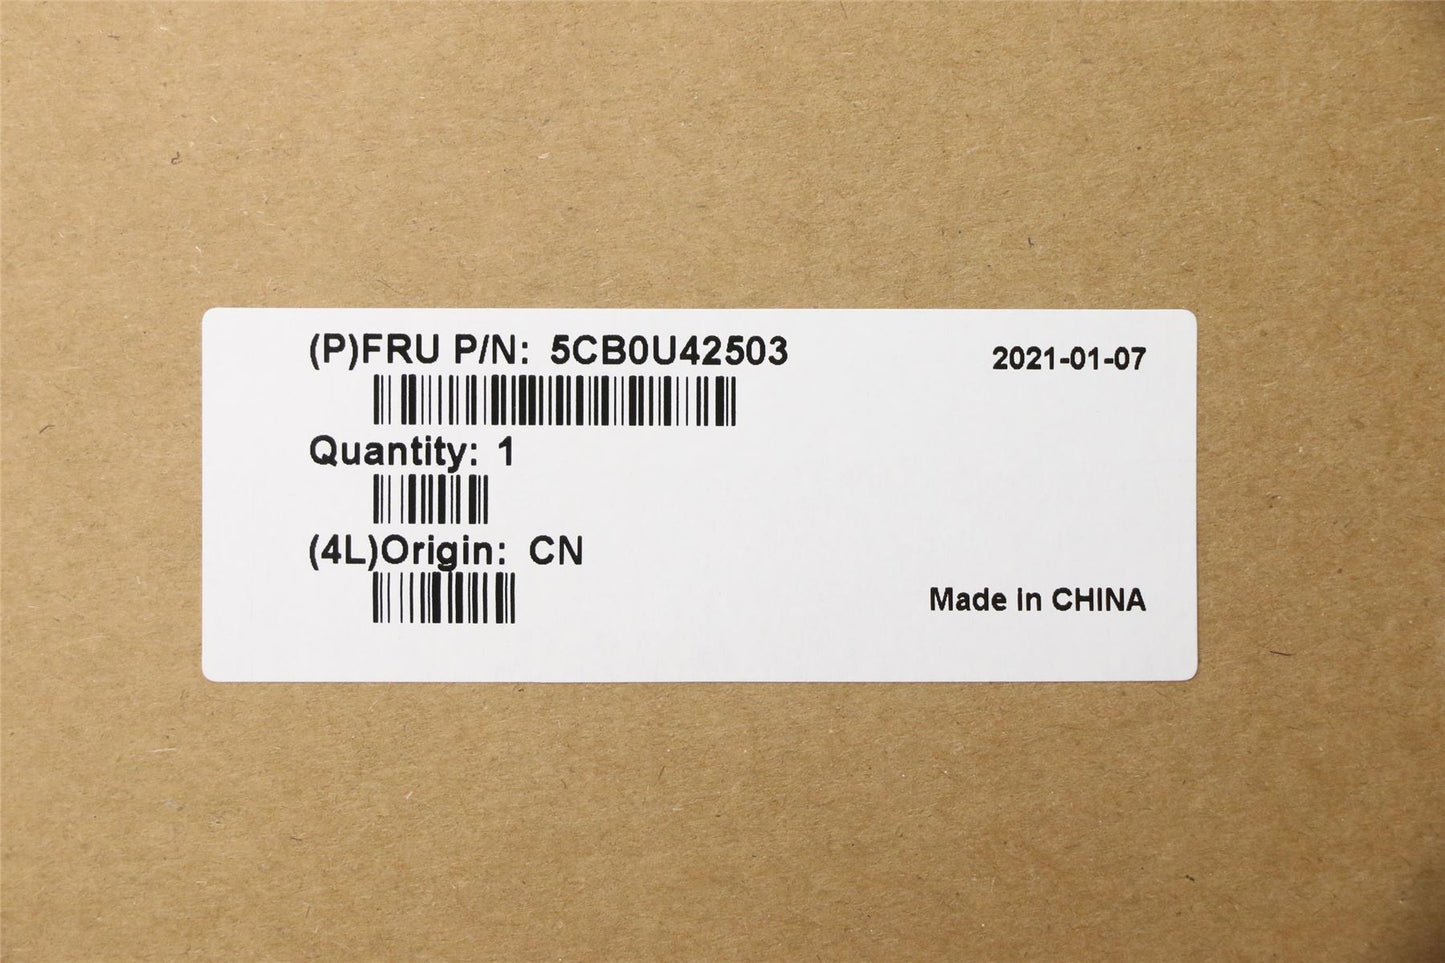 (P)FRU P/N: 5CB0U42503
2021-01-07
Quantity: 1
(4L)Origin: CN
Made in CHINA